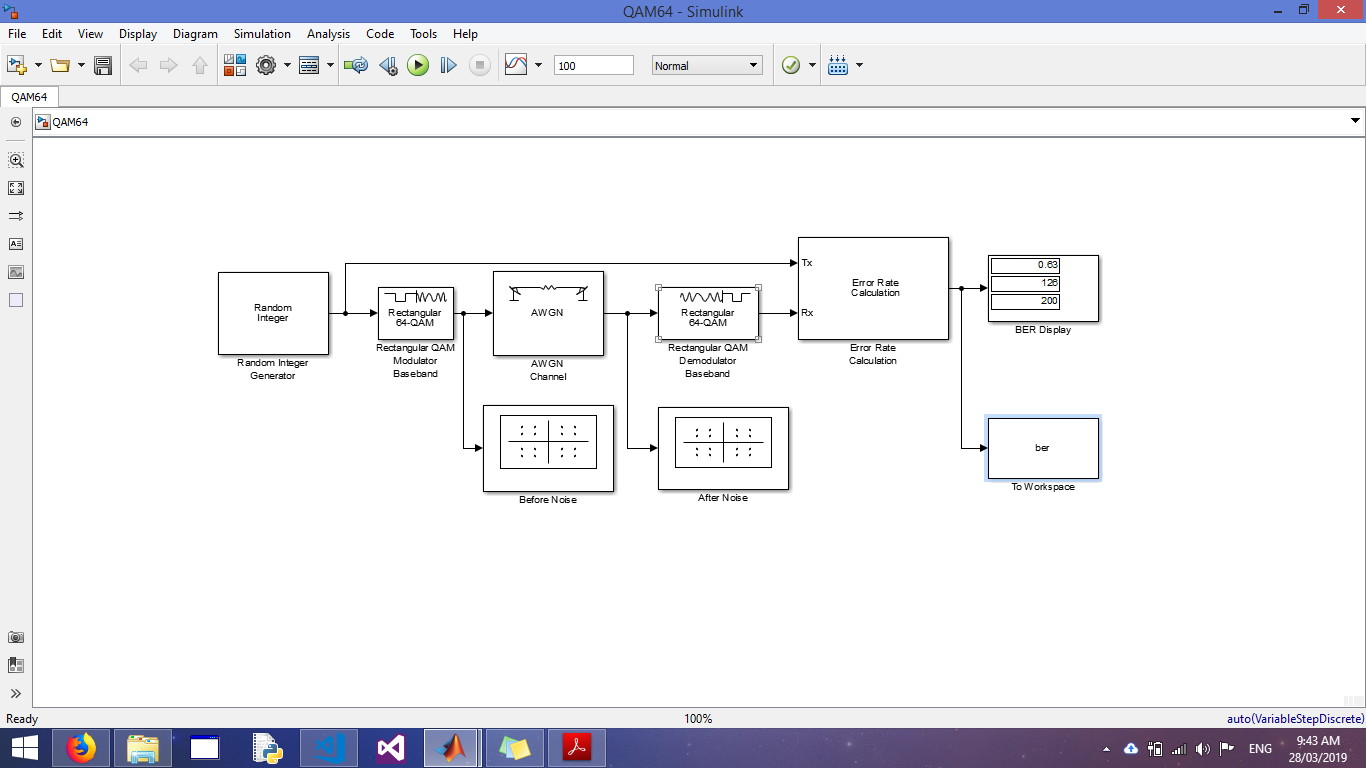 QAM64 - Simulink
File Edit View Display Diagram Simulation Analysis Code Tools Help
100
Normal
QAM64
QAM64
Tx
Rx
Error Rate
Calculation
Error Rate
Calculation
Random
Integer
Random Integer
Generator
Rectangular
64-QAM
Rectangular QAM
Modulator
Baseband
AWGN
AWGN
Channel
Rectangular
64-QAM
Rectangular QAM
Demodulator
Baseband
0.63
126
200
BER Display
Before Noise
After Noise
ber
To Workspace
Ready
100%
auto(VariableStepDiscrete)
ENG
9:43 AM
28/03/2019